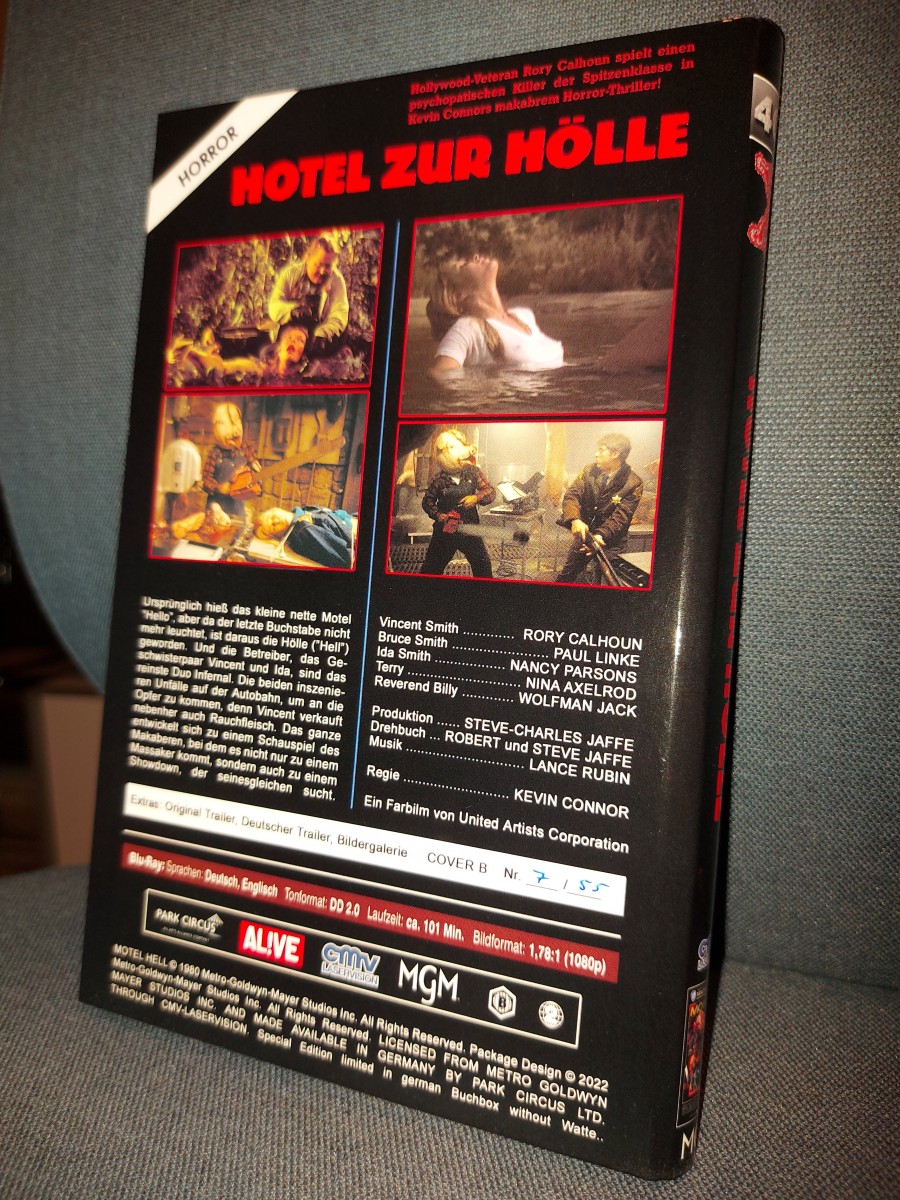 Hollywood-Veteran Rory Calhoun spielt einen
psychopatischen Killer der Spitzenklasse in
Kevin Connors makabrem Horror-Thriller!
HORROR
HOTEL ZUR HÖLLE
Ursprünglich hieß das kleine nette Motel
"Hello", aber da der letzte Buchstabe nicht
mehr leuchtet, ist daraus die Hölle ("Hell")
geworden. Und die Betreiber, das Ge-
schwisterpaar Vincent und Ida, sind das
reinste Duo Infernal. Die beiden inszenie-
ren Unfälle auf der Autobahn, um an die
Opfer zu kommen, denn Vincent verkauft
nebenher auch Rauchfleisch. Das ganze
entwickelt sich zu einem Schauspiel des
Makaberen, bei dem es nicht nur zu einem
Massaker kommt, sondern auch zu einem
Showdown, der seinesgleichen sucht.
Vincent Smith ............. RORY CALHOUN
Bruce Smith ........................ PAUL LINKE
Ida Smith .............. NANCY PARSONS
Terry ............................ NINA AXELROD
Reverend Billy ............ WOLFMAN JACK
Produktion ...... STEVE-CHARLES JAFFE
Drehbuch ... ROBERT und STEVE JAFFE
Musik ............................. LANCE RUBIN
Regie .......................... KEVIN CONNOR
Ein Farbilm von United Artists Corporation
Extras: Original Trailer, Deutscher Trailer, Bildergalerie COVER B Nr. 7 / 55
Blu-Ray: Sprachen: Deutsch, Englisch Tonformat: DD 2.0 Laufzeit: ca. 101 Min. Bildformat: 1,78:1 (1080p)
PARK CIRCUS
AL!VE
cmv
LASERVISION
MGM
MOTEL HELL © 1980 Metro-Goldwyn-Mayer Studios Inc. All Rights Reserved. Package Design © 2022
Metro-Goldwyn-Mayer Studios Inc. All Rights Reserved. LICENSED FROM METRO GOLDWYN
MAYER STUDIOS INC. AND MADE AVAILABLE IN GERMANY BY PARK CIRCUS LTD.
THROUGH CMV-LASERVISION. Special Edition limited in german Buchbox without Watte..